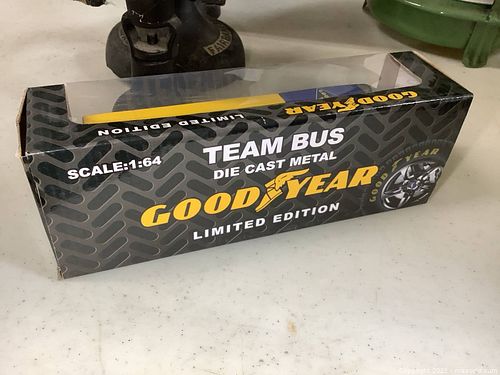 LIMITED EDITION
GOODYEAR
TEAM BUS
SCALE:1:64
DIE CAST METAL
GOODYEAR
LIMITED EDITION
GOODYEAR